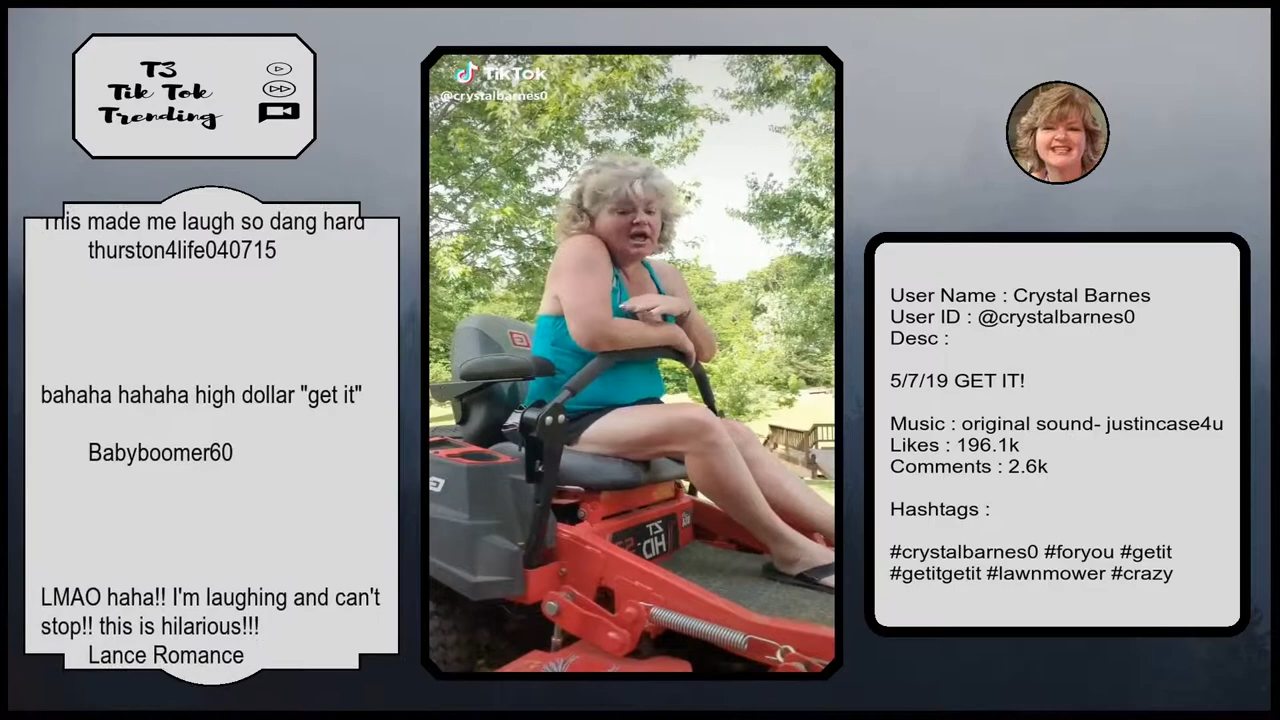 T3
Tik Tok
Trending
This made me laugh so dang hard
thurston4life040715
bahaha hahaha high dollar "get it"
Babyboomer60
LMAO haha!! I'm laughing and can't
stop!! this is hilarious!!!
Lance Romance
TikTok
@crystalbarnes0
ZT
HD
User Name : Crystal Barnes
User ID : @crystalbarnes0
Desc :
5/7/19 GET IT!
Music : original sound- justincase4u
Likes : 196.1k
Comments : 2.6k
Hashtags :
#crystalbarnes0 #foryou #getit
#getitgetit #lawnmower #crazy